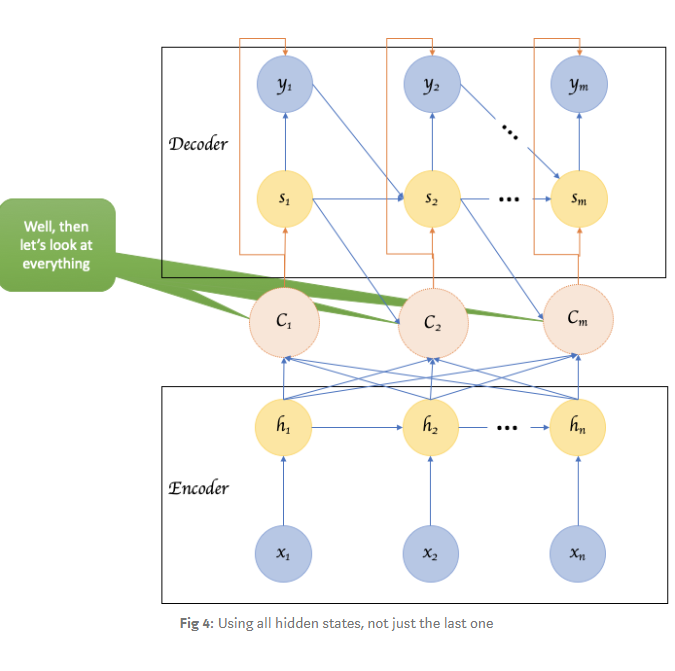 y₁ y₂ yₘ
Decoder
s₁ s₂ ... sₘ
Well, then
let's look at
everything
C₁ C₂ Cₘ
h₁ h₂ ... hₙ
Encoder
x₁ x₂ xₙ
Fig 4: Using all hidden states, not just the last one